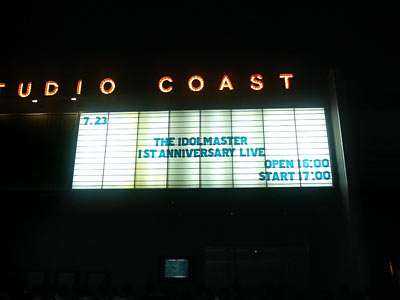 TUDIO COAST
7.23
THE IDOLMASTER
1ST ANNIVERSARY LIVE
OPEN 16:00
START 17:00